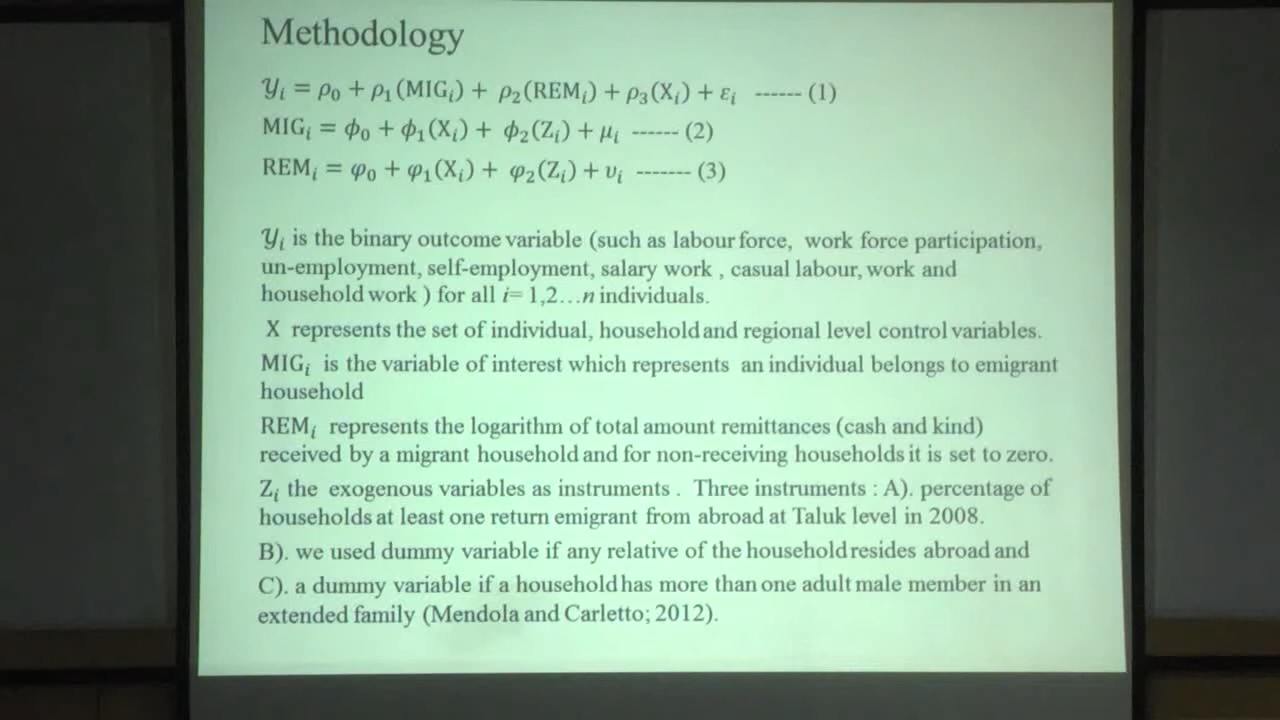 Methodology
𝒴ᵢ = ρ₀ + ρ₁(MIGᵢ) + ρ₂(REMᵢ) + ρ₃(Xᵢ) + εᵢ ------ (1)
MIGᵢ = ϕ₀ + ϕ₁(Xᵢ) + ϕ₂(Zᵢ) + μᵢ ------ (2)
REMᵢ = φ₀ + φ₁(Xᵢ) + φ₂(Zᵢ) + υᵢ ------- (3)
𝒴ᵢ is the binary outcome variable (such as labour force, work force participation,
un-employment, self-employment, salary work , casual labour, work and
household work ) for all i= 1,2…n individuals.
X represents the set of individual, household and regional level control variables.
MIGᵢ is the variable of interest which represents an individual belongs to emigrant
household
REMᵢ represents the logarithm of total amount remittances (cash and kind)
received by a migrant household and for non-receiving households it is set to zero.
Zᵢ the exogenous variables as instruments . Three instruments : A). percentage of
households at least one return emigrant from abroad at Taluk level in 2008.
B). we used dummy variable if any relative of the household resides abroad and
C). a dummy variable if a household has more than one adult male member in an
extended family (Mendola and Carletto; 2012).